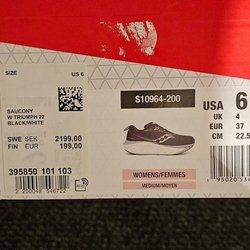 SIZE
US 6
SAUCONY
W TRIUMPH 22
BLACK/WHITE
SWE SEK 2199,00
FIN EUR 199,00
395850 101 103
S10964-200
WOMENS/FEMMES
MEDIUM/MOYEN
USA 6
UK 4
EUR 37
CM 22.5